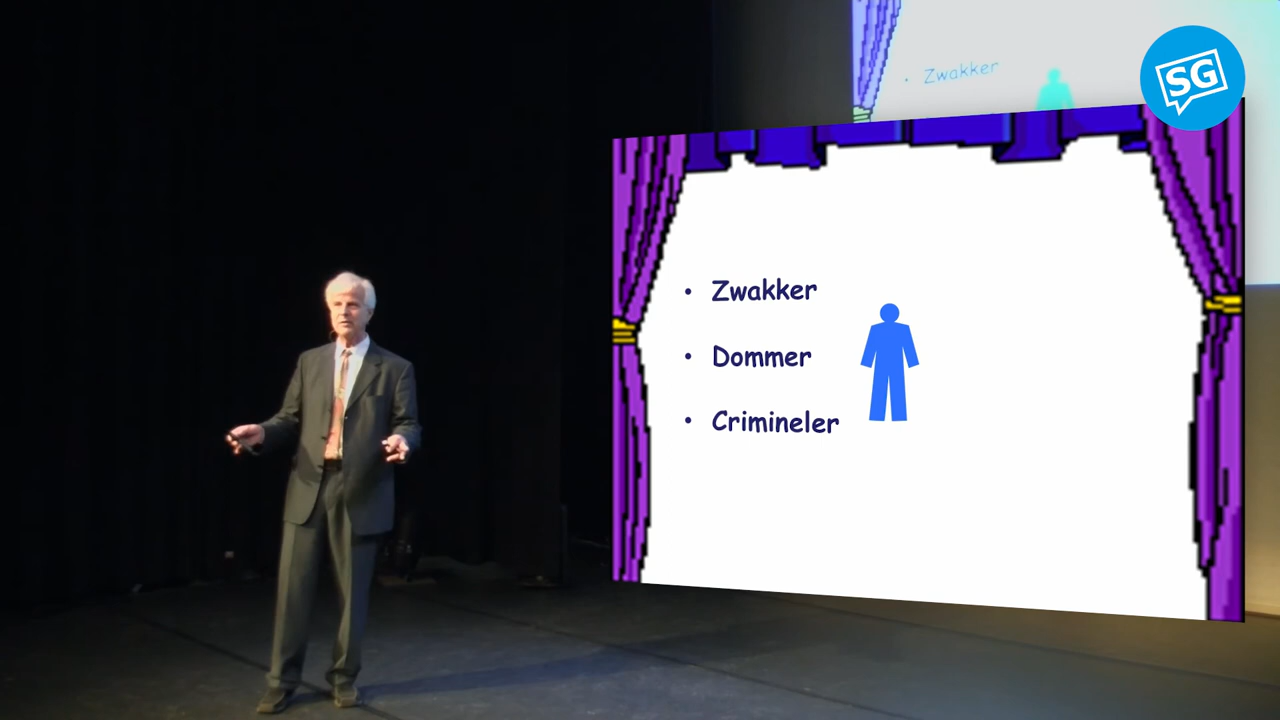 Zwakker
SG
• Zwakker
• Dommer
• Crimineler